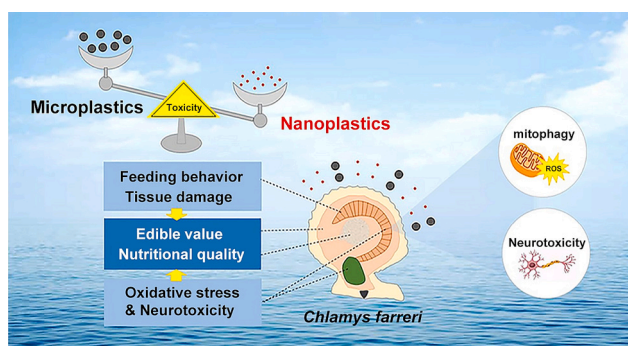 Microplastics
Toxicity
Nanoplastics
Feeding behavior
Tissue damage
Edible value
Nutritional quality
Oxidative stress
& Neurotoxicity
Chlamys farreri
mitophagy
ROS
Neurotoxicity